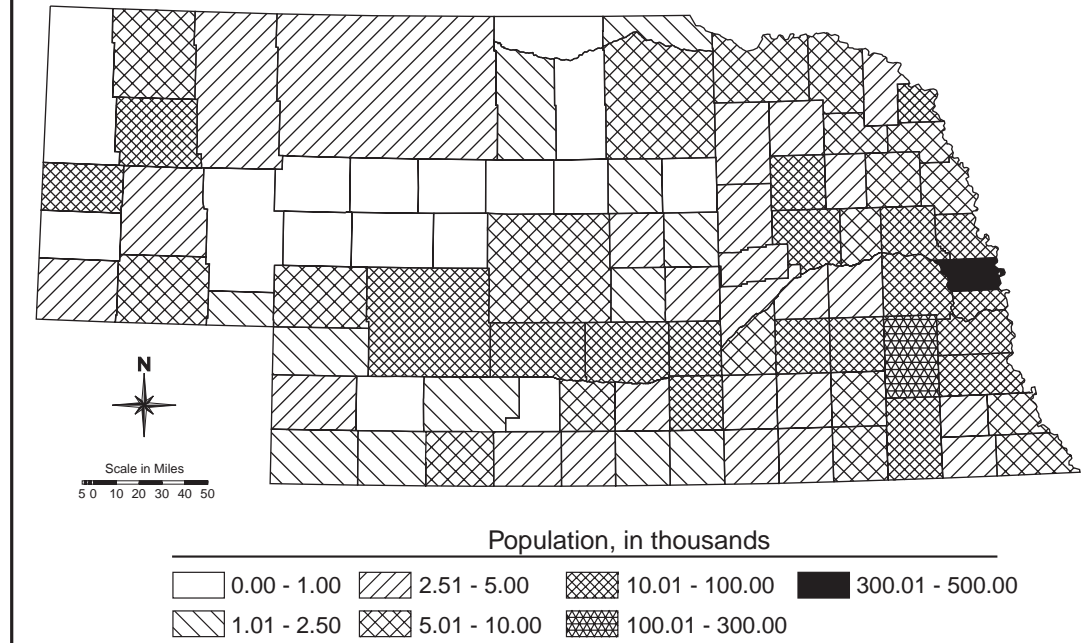 N
Scale in Miles
5 0 10 20 30 40 50
Population, in thousands
0.00 - 1.00 2.51 - 5.00 10.01 - 100.00 300.01 - 500.00
1.01 - 2.50 5.01 - 10.00 100.01 - 300.00